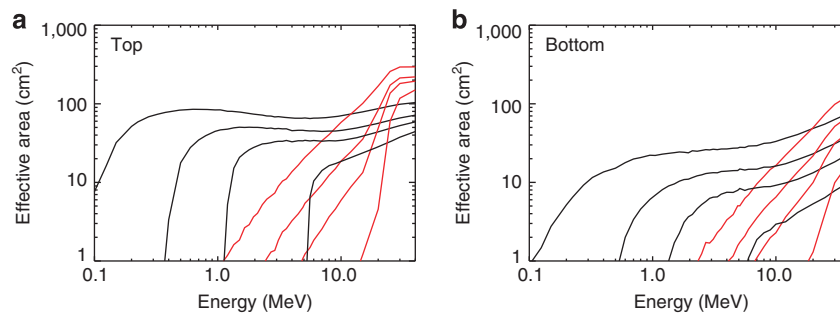 a
Top
Effective area (cm²)
1,000
100
10
1
0.1 1.0 10.0
Energy (MeV)
b
Bottom
Effective area (cm²)
1,000
100
10
1
0.1 1.0 10.0
Energy (MeV)